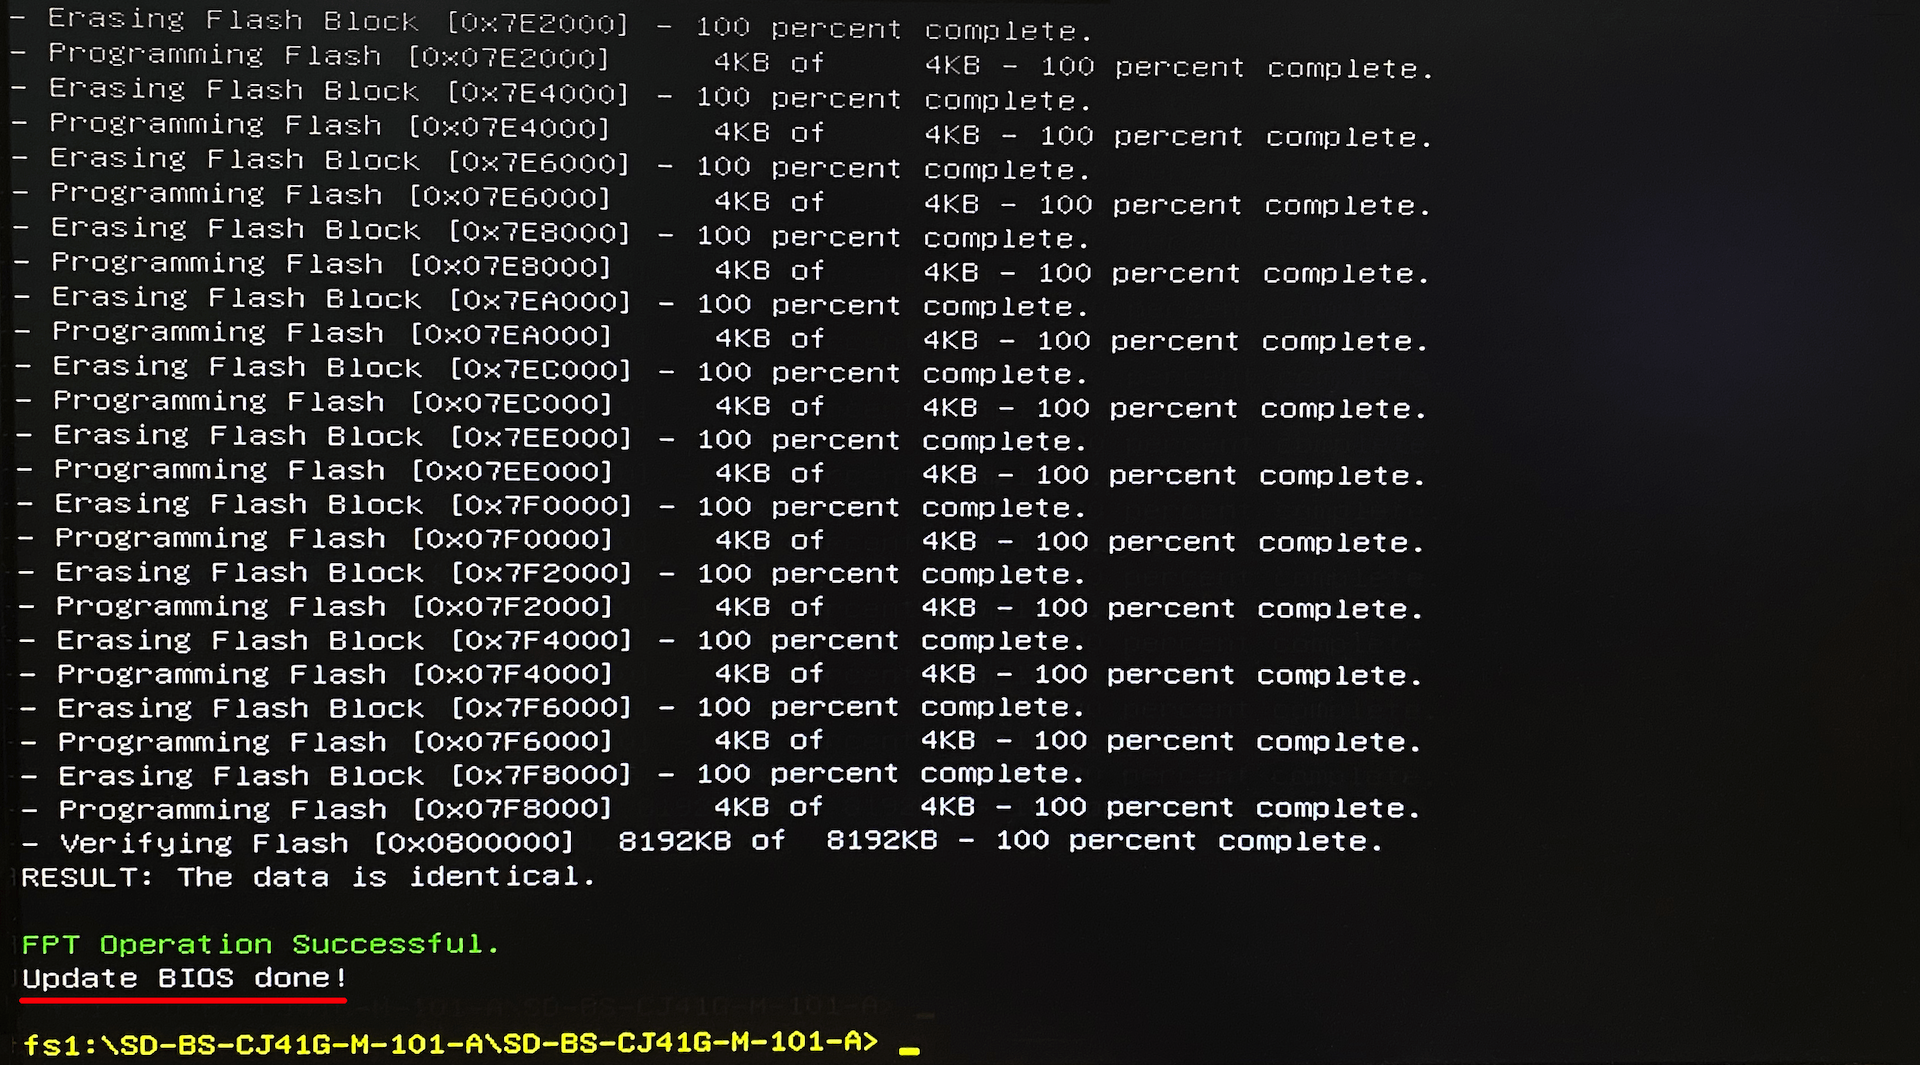 - Erasing Flash Block [0x7E2000] - 100 percent complete.
- Programming Flash [0x07E2000]      4KB of     4KB - 100 percent complete.
- Erasing Flash Block [0x7E4000] - 100 percent complete.
- Programming Flash [0x07E4000]      4KB of     4KB - 100 percent complete.
- Erasing Flash Block [0x7E6000] - 100 percent complete.
- Programming Flash [0x07E6000]      4KB of     4KB - 100 percent complete.
- Erasing Flash Block [0x7E8000] - 100 percent complete.
- Programming Flash [0x07E8000]      4KB of     4KB - 100 percent complete.
- Erasing Flash Block [0x7EA000] - 100 percent complete.
- Programming Flash [0x07EA000]      4KB of     4KB - 100 percent complete.
- Erasing Flash Block [0x7EC000] - 100 percent complete.
- Programming Flash [0x07EC000]      4KB of     4KB - 100 percent complete.
- Erasing Flash Block [0x7EE000] - 100 percent complete.
- Programming Flash [0x07EE000]      4KB of     4KB - 100 percent complete.
- Erasing Flash Block [0x7F0000] - 100 percent complete.
- Programming Flash [0x07F0000]      4KB of     4KB - 100 percent complete.
- Erasing Flash Block [0x7F2000] - 100 percent complete.
- Programming Flash [0x07F2000]      4KB of     4KB - 100 percent complete.
- Erasing Flash Block [0x7F4000] - 100 percent complete.
- Programming Flash [0x07F4000]      4KB of     4KB - 100 percent complete.
- Erasing Flash Block [0x7F6000] - 100 percent complete.
- Programming Flash [0x07F6000]      4KB of     4KB - 100 percent complete.
- Erasing Flash Block [0x7F8000] - 100 percent complete.
- Programming Flash [0x07F8000]      4KB of     4KB - 100 percent complete.
- Verifying Flash [0x0800000]  8192KB of  8192KB - 100 percent complete.
RESULT: The data is identical.
FPT Operation Successful.
Update BIOS done!
fs1:\SD-BS-CJ41G-M-101-A\SD-BS-CJ41G-M-101-A> _